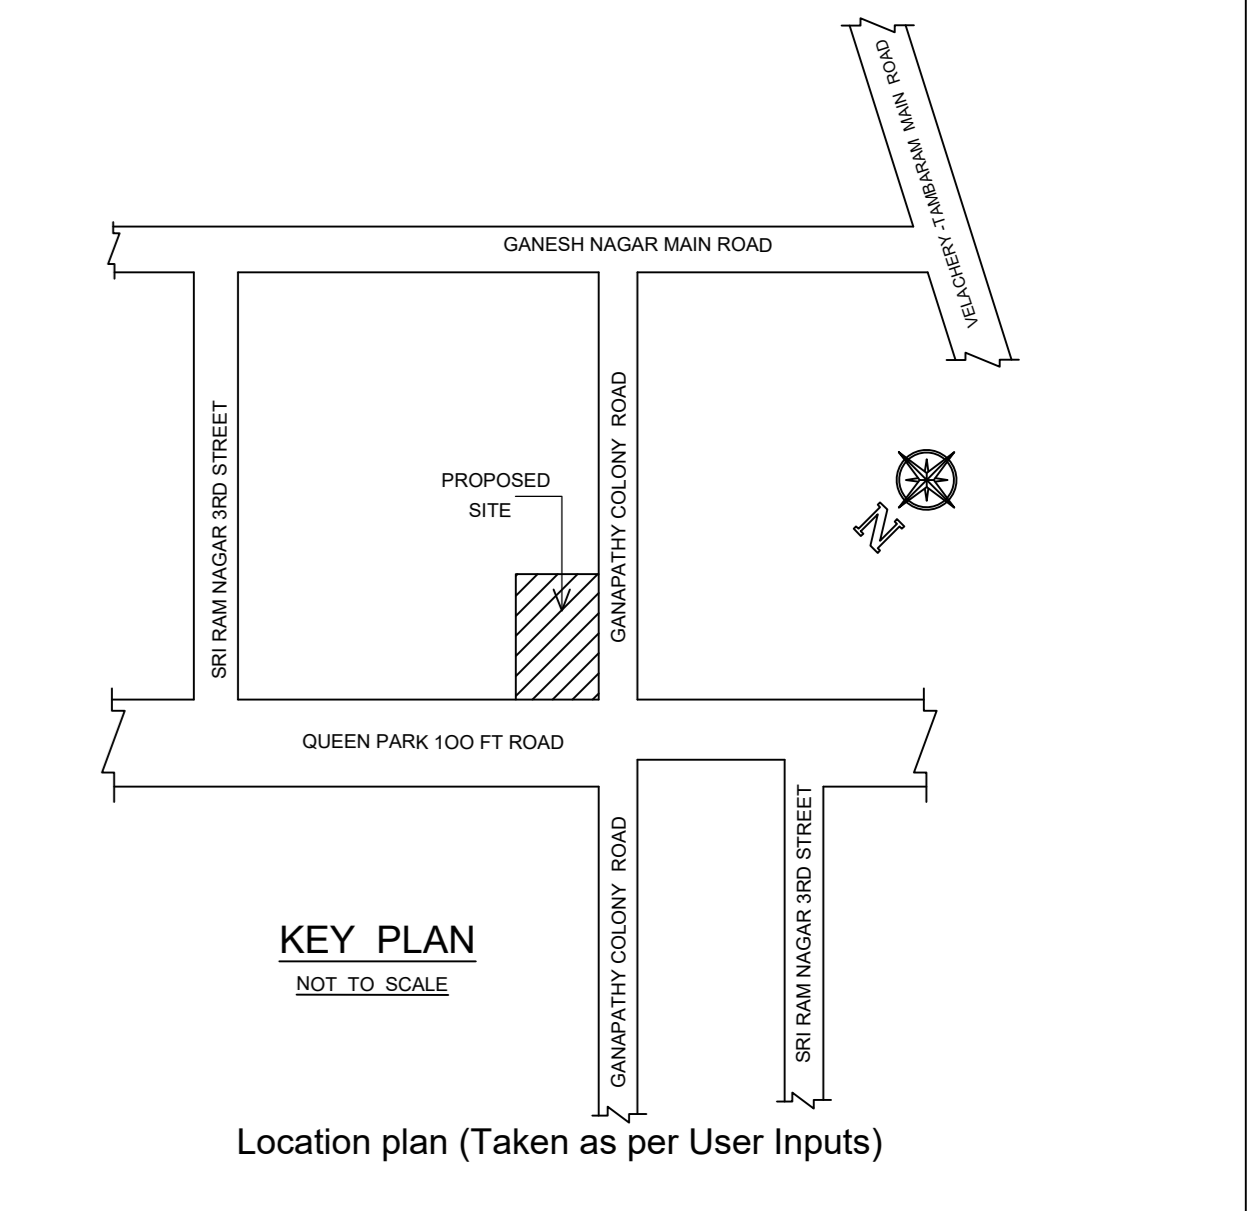 VELACHERY-TAMBARAM MAIN ROAD
GANESH NAGAR MAIN ROAD
SRI RAM NAGAR 3RD STREET
GANAPATHY COLONY ROAD
PROPOSED
SITE
N
QUEEN PARK 1OO FT ROAD
GANAPATHY COLONY ROAD
SRI RAM NAGAR 3RD STREET
KEY PLAN
NOT TO SCALE
Location plan (Taken as per User Inputs)